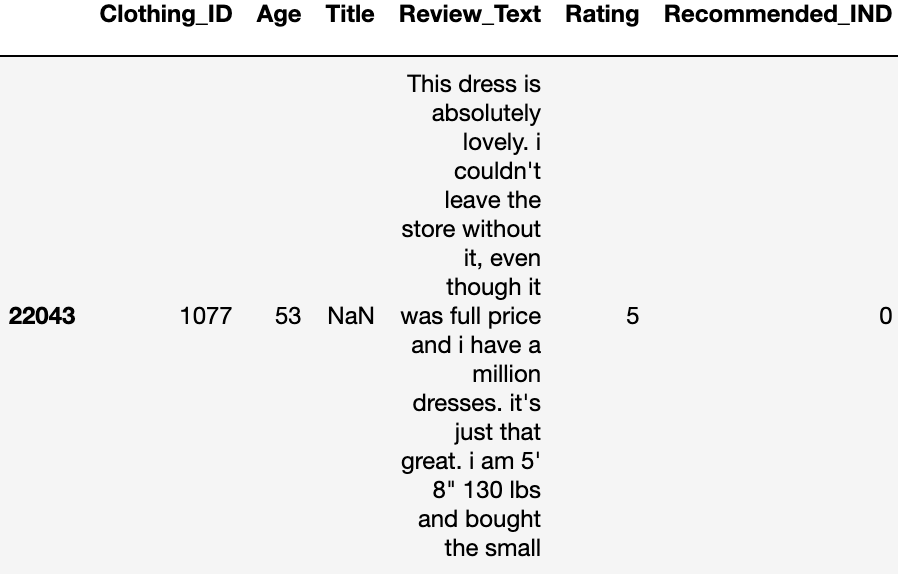 Clothing_ID Age Title Review_Text Rating Recommended_IND
This dress is
absolutely
lovely. i
couldn't
leave the
store without
it, even
though it
22043 1077 53 NaN was full price 5 0
and i have a
million
dresses. it's
just that
great. i am 5'
8" 130 lbs
and bought
the small